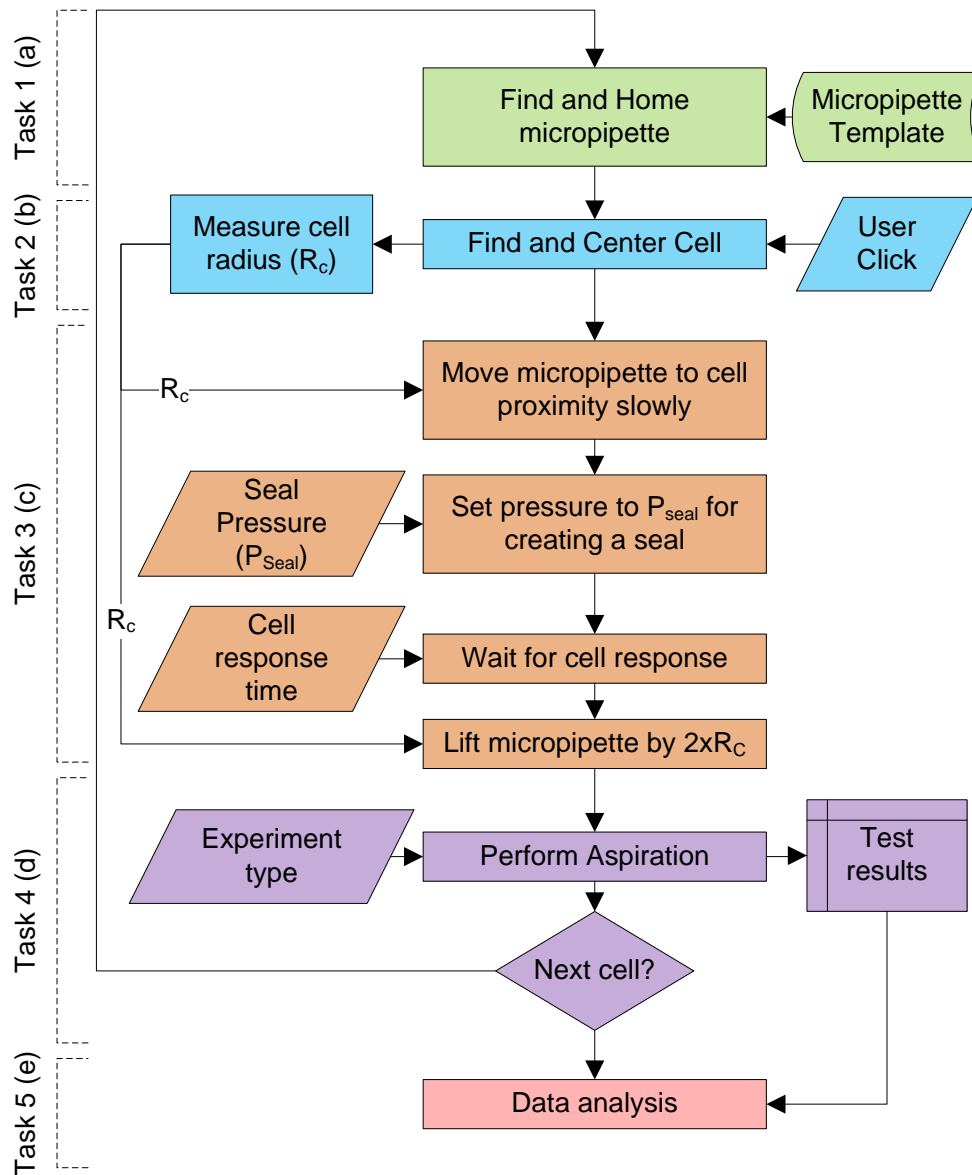 Task 1 (a)
Find and Home
micropipette
Micropipette
Template
Task 2 (b)
Measure cell
radius (Rc)
Find and Center Cell
User
Click
Task 3 (c)
Rc
Move micropipette to cell
proximity slowly
Seal
Pressure
(PSeal)
Set pressure to Pseal for
creating a seal
Rc
Cell
response
time
Wait for cell response
Lift micropipette by 2xRC
Task 4 (d)
Experiment
type
Perform Aspiration
Test
results
Next cell?
Task 5 (e)
Data analysis